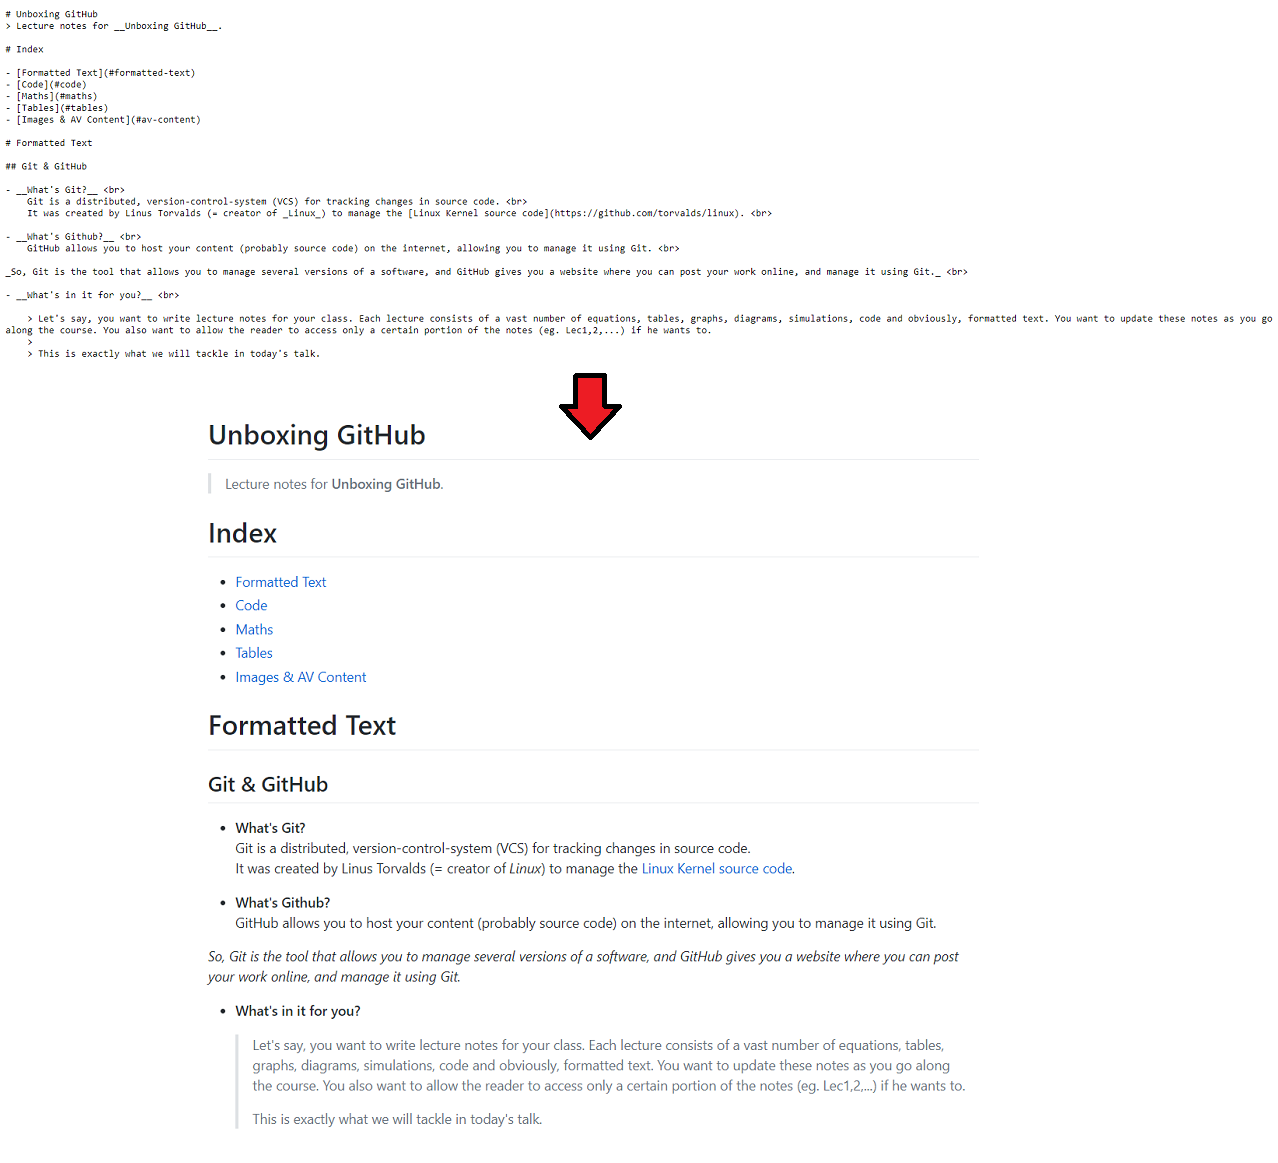 # Unboxing GitHub
> Lecture notes for __Unboxing GitHub__.
# Index
- [Formatted Text](#formatted-text)
- [Code](#code)
- [Maths](#maths)
- [Tables](#tables)
- [Images & AV Content](#av-content)
# Formatted Text
## Git & GitHub
- __What's Git?__ <br>
Git is a distributed, version-control-system (VCS) for tracking changes in source code. <br>
It was created by Linus Torvalds (= creator of _Linux_) to manage the [Linux Kernel source code](https://github.com/torvalds/linux). <br>
- __What's Github?__ <br>
GitHub allows you to host your content (probably source code) on the internet, allowing you to manage it using Git. <br>
_So, Git is the tool that allows you to manage several versions of a software, and GitHub gives you a website where you can post your work online, and manage it using Git._ <br>
- __What's in it for you?__ <br>
> Let's say, you want to write lecture notes for your class. Each lecture consists of a vast number of equations, tables, graphs, diagrams, simulations, code and obviously, formatted text. You want to update these notes as you go
along the course. You also want to allow the reader to access only a certain portion of the notes (eg. Lec1,2,...) if he wants to.
>
> This is exactly what we will tackle in today's talk.
Unboxing GitHub
Lecture notes for Unboxing GitHub.
Index
• Formatted Text
• Code
• Maths
• Tables
• Images & AV Content
Formatted Text
Git & GitHub
• What's Git?
Git is a distributed, version-control-system (VCS) for tracking changes in source code.
It was created by Linus Torvalds (= creator of Linux) to manage the Linux Kernel source code.
• What's Github?
GitHub allows you to host your content (probably source code) on the internet, allowing you to manage it using Git.
So, Git is the tool that allows you to manage several versions of a software, and GitHub gives you a website where you can post
your work online, and manage it using Git.
• What's in it for you?
Let's say, you want to write lecture notes for your class. Each lecture consists of a vast number of equations, tables,
graphs, diagrams, simulations, code and obviously, formatted text. You want to update these notes as you go along
the course. You also want to allow the reader to access only a certain portion of the notes (eg. Lec1,2,...) if he wants to.
This is exactly what we will tackle in today's talk.